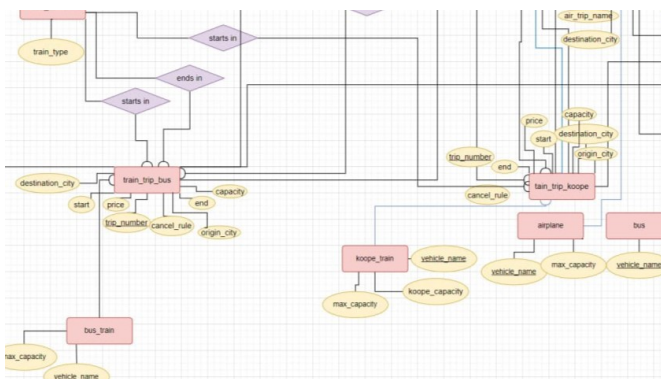 air_trip_name
destination_city
train_type
starts in
ends in
starts in
price
capacity
start
destination_city
origin_city
trip_number
end
cancel_rule
tain_trip_koope
destination_city
train_trip_bus
capacity
start
price
end
trip_number
cancel_rule
origin_city
airplane
bus
koope_train
vehicle_name
vehicle_name
max_capacity
vehicle_name
koope_capacity
max_capacity
bus_train
max_capacity
vehicle_name